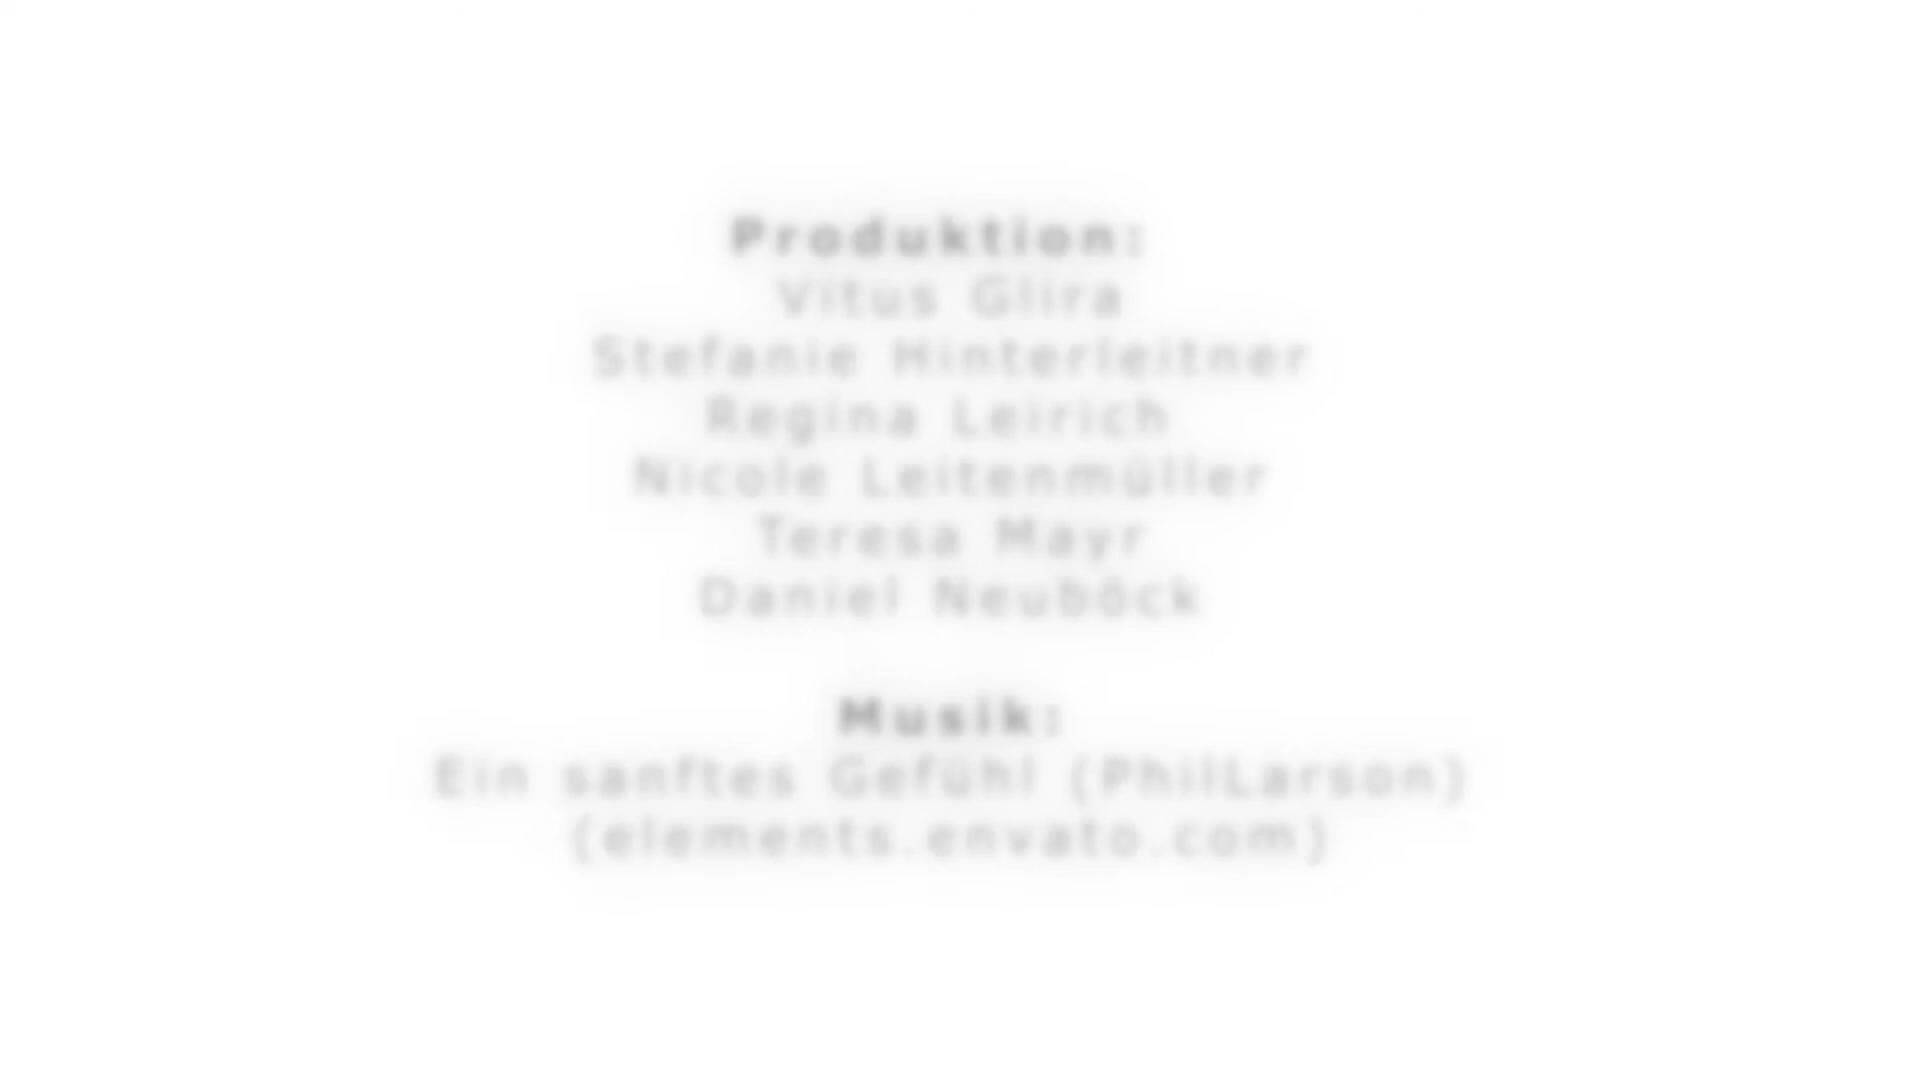 Produktion:
Vitus Glira
Stefanie Hinterleitner
Regina Leirich
Nicole Leitenmüller
Teresa Mayr
Daniel Neuböck
Musik:
Ein sanftes Gefühl (PhilLarson)
(elements.envato.com)